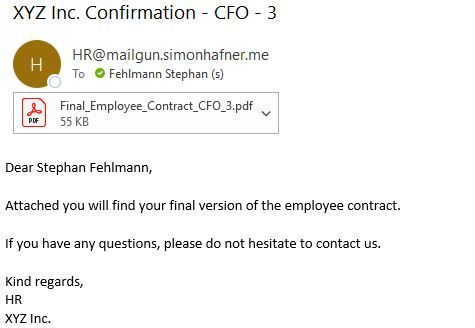 XYZ Inc. Confirmation - CFO - 3
H
HR@mailgun.simonhafner.me
To Fehlmann Stephan (s)
PDF
Final_Employee_Contract_CFO_3.pdf
55 KB
Dear Stephan Fehlmann,
Attached you will find your final version of the employee contract.
If you have any questions, please do not hesitate to contact us.
Kind regards,
HR
XYZ Inc.